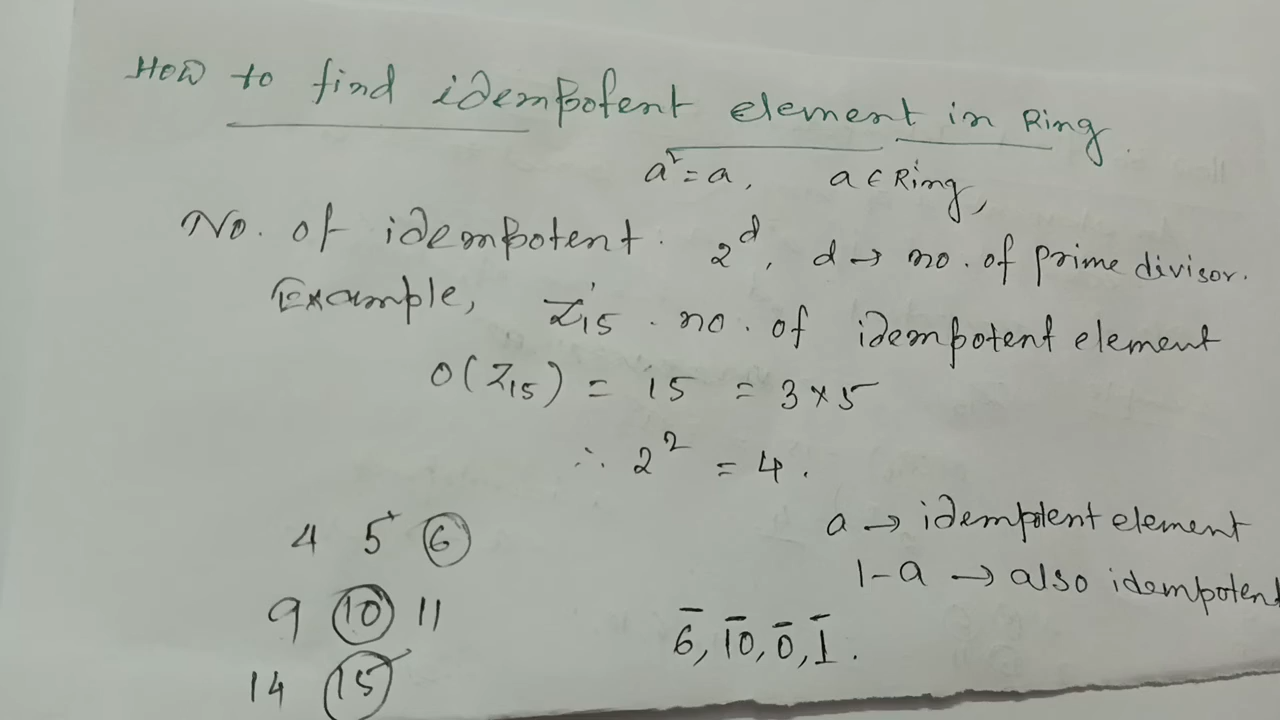 How to find idempotent element in Ring.
a² = a, a ∈ Ring,
No. of idempotent. 2^d, d → no. of prime divisor.
Example, Z15 . no. of idempotent element
O(Z15) = 15 = 3 × 5
∴ 2² = 4.
a → idempotent element
1-a → also idempotent
4 5 6
9 10 11
14 15
6̅, 1̅0̅, 0̅, 1̅.